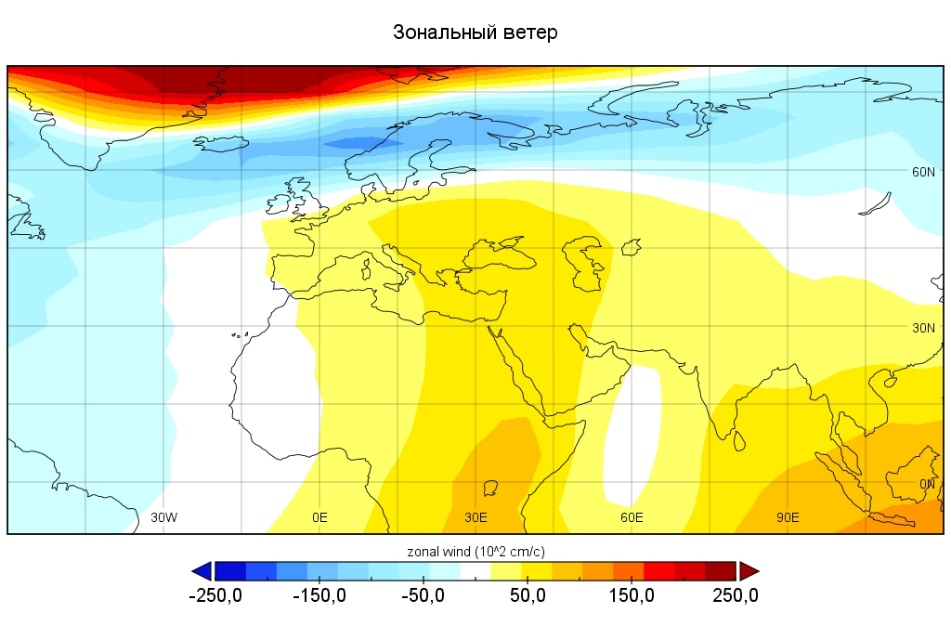 Зональный ветер
60N
30N
0N
30W 0E 30E 60E 90E
zonal wind (10^2 cm/c)
-250,0 -150,0 -50,0 50,0 150,0 250,0